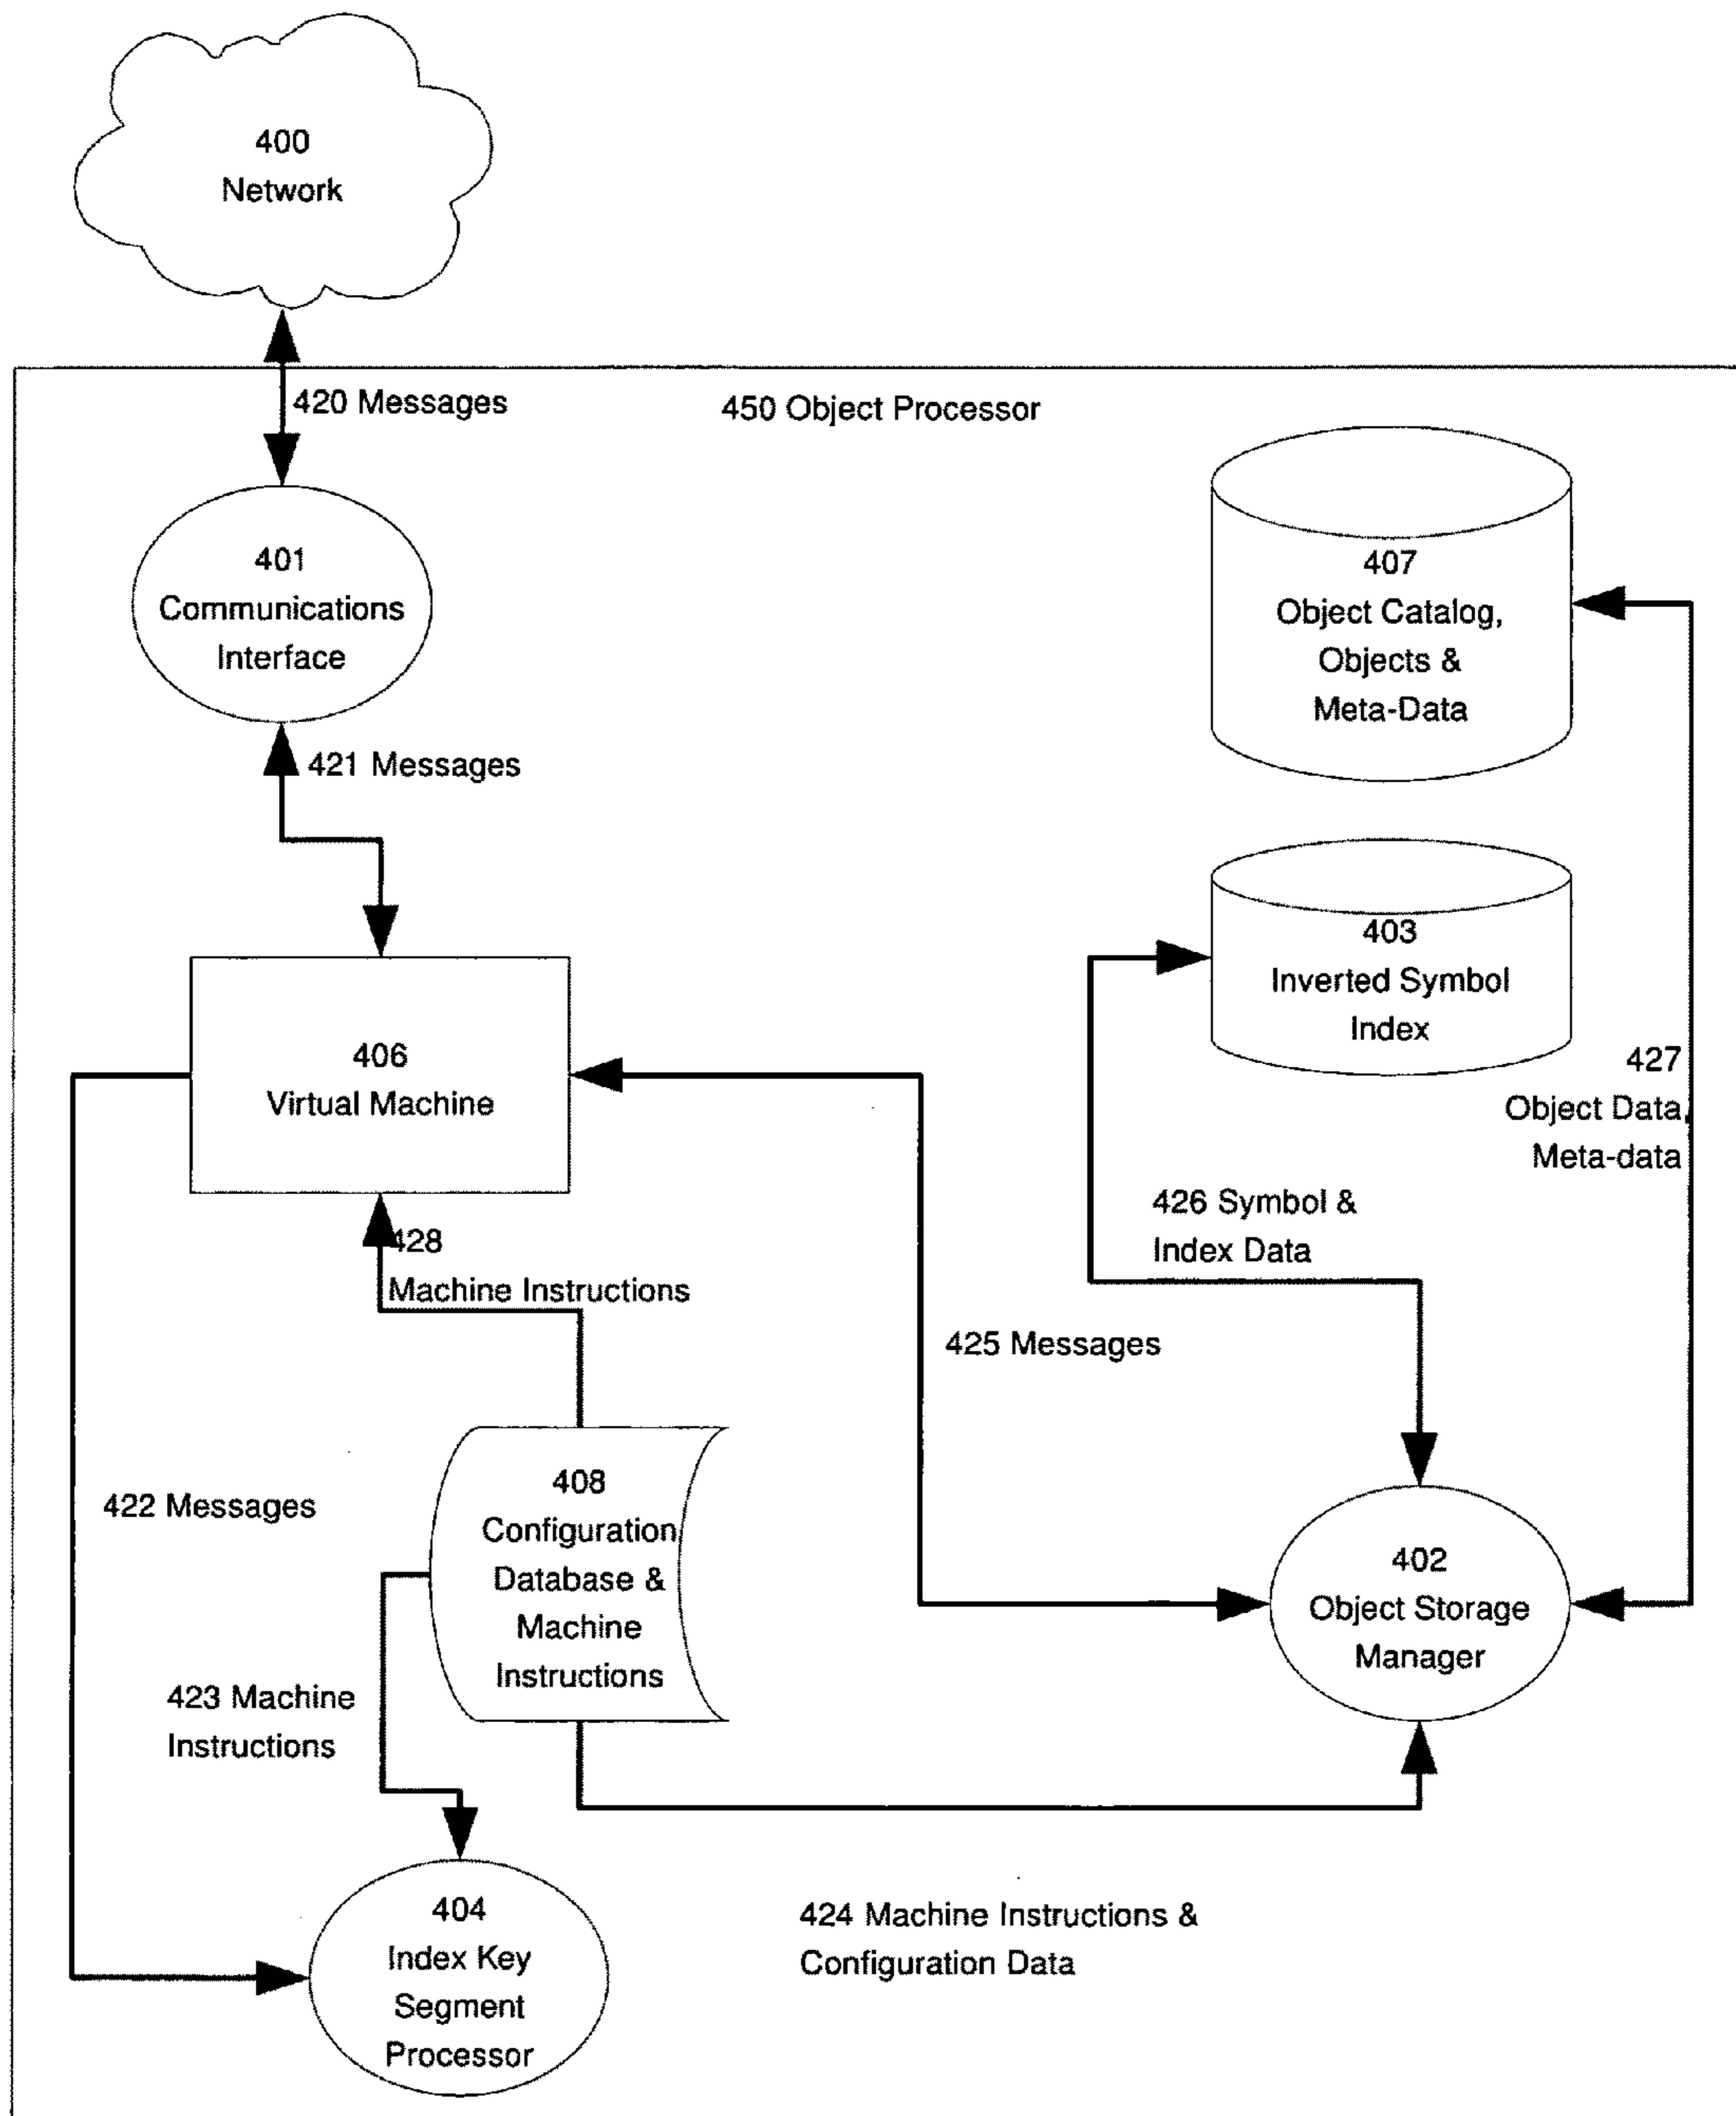 400
Network
420 Messages
450 Object Processor
401
Communications
Interface
407
Object Catalog,
Objects &
Meta-Data
421 Messages
403
Inverted Symbol
Index
406
Virtual Machine
427
Object Data,
Meta-data
426 Symbol &
Index Data
428
Machine Instructions
425 Messages
422 Messages
408
Configuration
Database &
Machine
Instructions
402
Object Storage
Manager
423 Machine
Instructions
404
Index Key
Segment
Processor
424 Machine Instructions &
Configuration Data